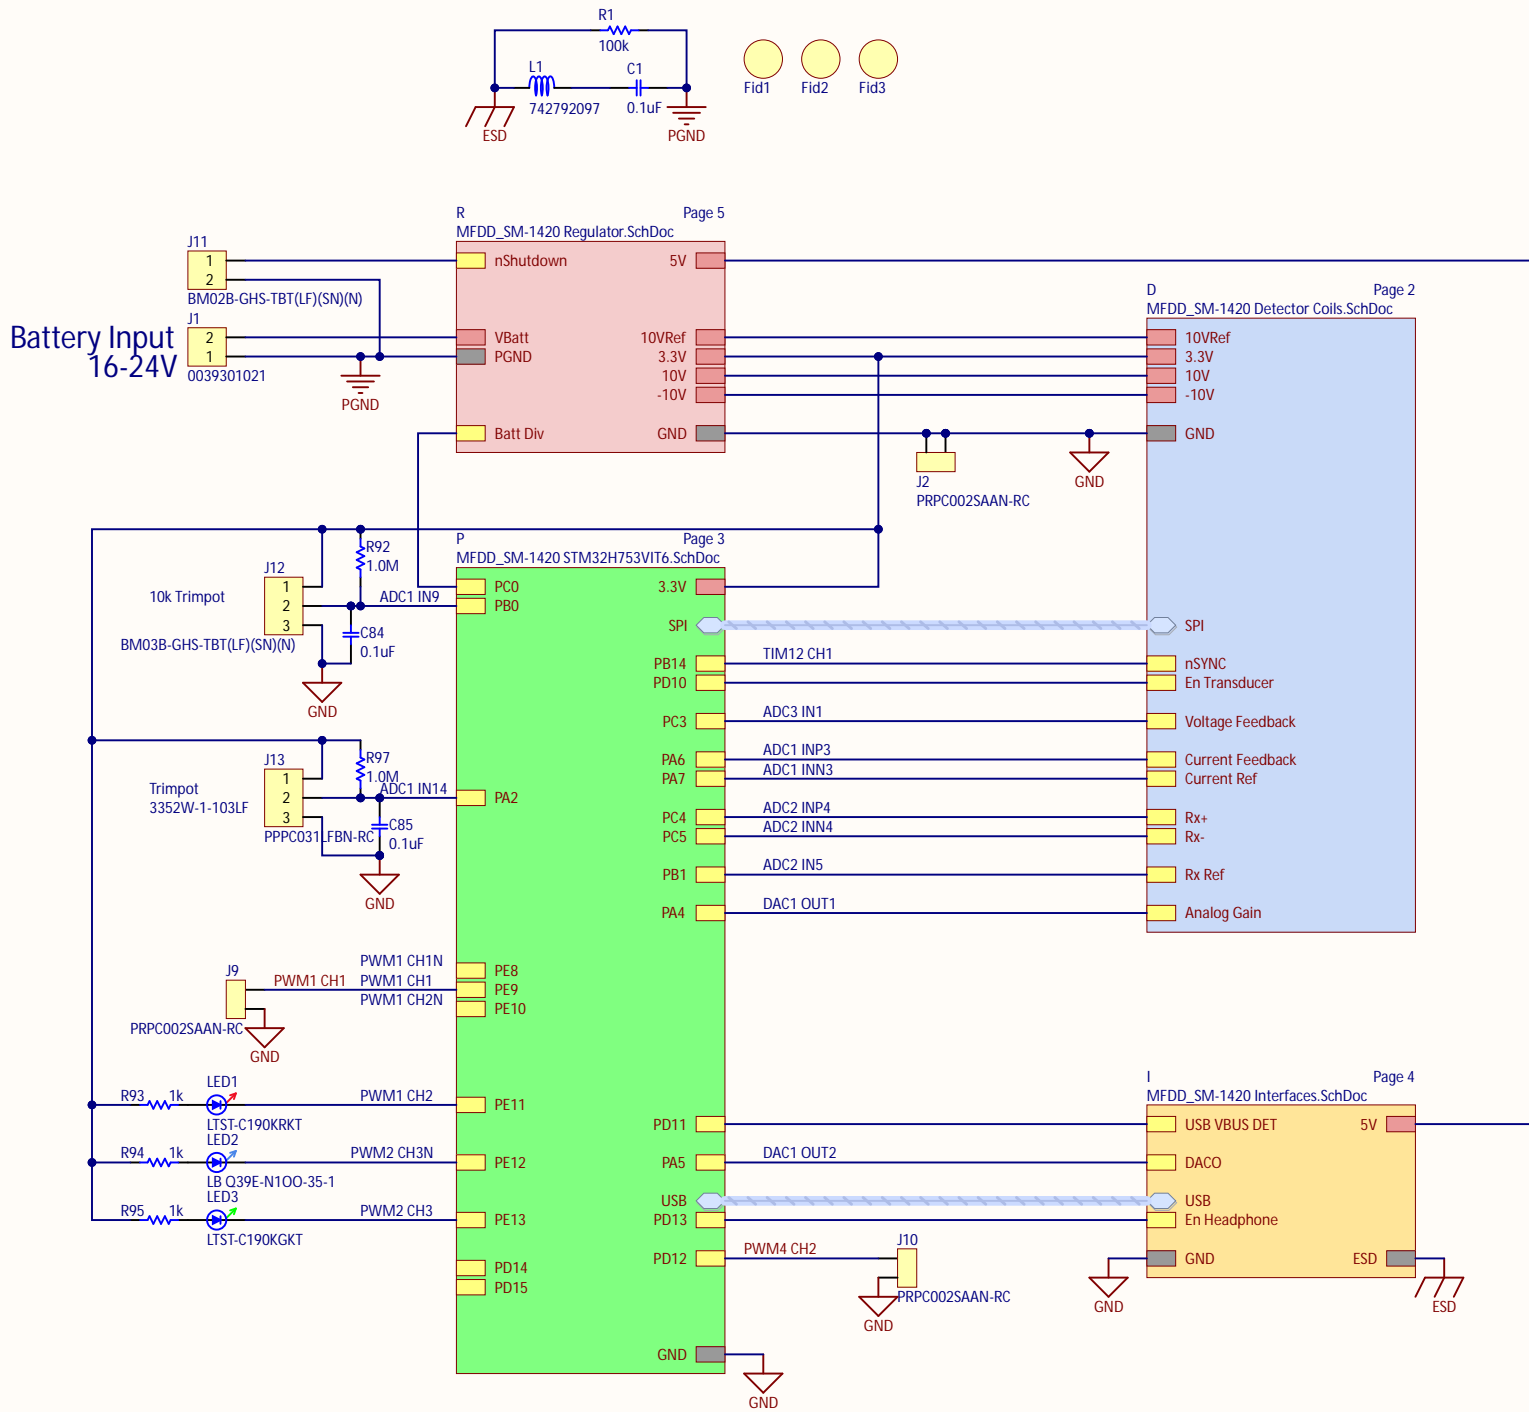 R1
100k
L1
742792097
C1
0.1uF
ESD
PGND
Fid1
Fid2
Fid3
R
Page 5
MFDD_SM-1420 Regulator.SchDoc
nShutdown
5V
VBatt
PGND
10VRef
3.3V
10V
-10V
Batt Div
GND
J11
1
2
BM02B-GHS-TBT(LF)(SN)(N)
J1
Battery Input
16-24V
2
1
0039301021
PGND
D
Page 2
MFDD_SM-1420 Detector Coils.SchDoc
10VRef
3.3V
10V
-10V
GND
J2
PRPC002SAAN-RC
GND
R92
1.0M
J12
10k Trimpot
1
2
3
ADC1 IN9
BM03B-GHS-TBT(LF)(SN)(N)
C84
0.1uF
GND
J13
R97
1.0M
Trimpot
3352W-1-103LF
1
2
3
ADC1 IN14
PPPC031LFBN-RC
C85
0.1uF
GND
P
Page 3
MFDD_SM-1420 STM32H753VIT6.SchDoc
PC0
PB0
3.3V
SPI
PB14
PD10
PC3
PA6
PA7
PA2
PC4
PC5
PB1
PA4
PE8
PE9
PE10
PE11
PD11
PE12
PA5
USB
PE13
PD13
PD12
PD14
PD15
GND
GND
TIM12 CH1
ADC3 IN1
ADC1 INP3
ADC1 INN3
ADC2 INP4
ADC2 INN4
ADC2 IN5
DAC1 OUT1
SPI
nSYNC
En Transducer
Voltage Feedback
Current Feedback
Current Ref
Rx+
Rx-
Rx Ref
Analog Gain
J9
PWM1 CH1
PWM1 CH1N
PWM1 CH1
PWM1 CH2N
PRPC002SAAN-RC
GND
R93
1k
LED1
PWM1 CH2
LTST-C190KRKT
R94
1k
LED2
PWM2 CH3N
LB Q39E-N1OO-35-1
R95
1k
LED3
PWM2 CH3
LTST-C190KGKT
DAC1 OUT2
PWM4 CH2
J10
PRPC002SAAN-RC
GND
I
Page 4
MFDD_SM-1420 Interfaces.SchDoc
USB VBUS DET
5V
DACO
USB
En Headphone
GND
ESD
GND
ESD